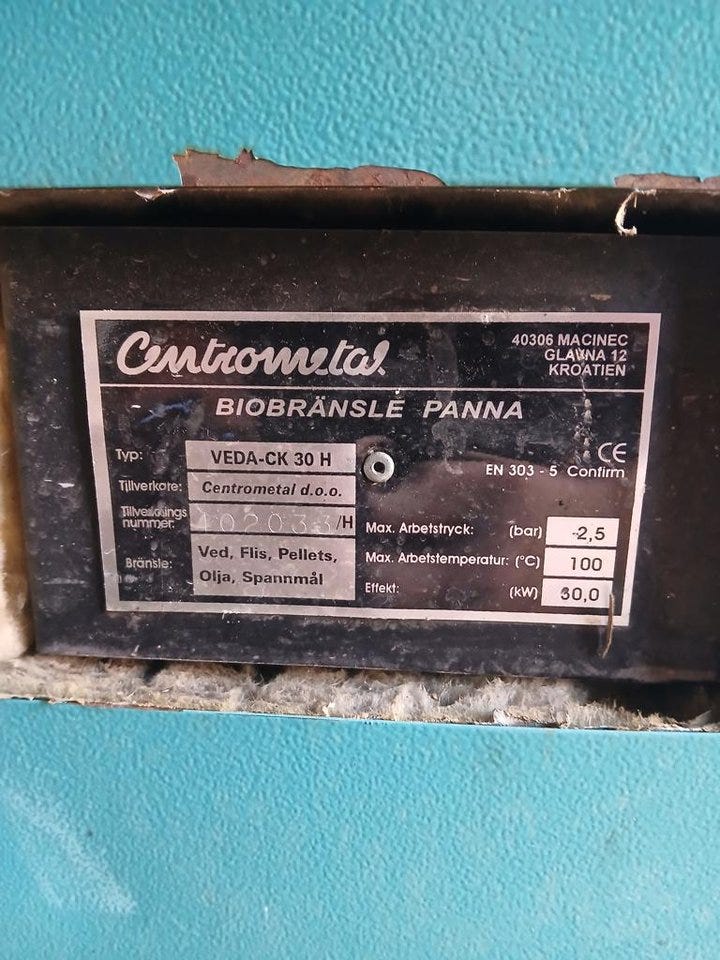 Centrometal
40306 MACINEC
GLAVNA 12
KROATIEN
BIOBRÄNSLE PANNA
Typ: VEDA-CK 30 H
CE
EN 303 - 5 Confirm
Tillverkare: Centrometal d.o.o.
Tillverkningsnummer: 102033/H
Bränsle: Ved, Flis, Pellets,
Olja, Spannmål
Max. Arbetstryck: (bar) 2,5
Max. Arbetstemperatur: (°C) 100
Effekt: (kW) 30,0